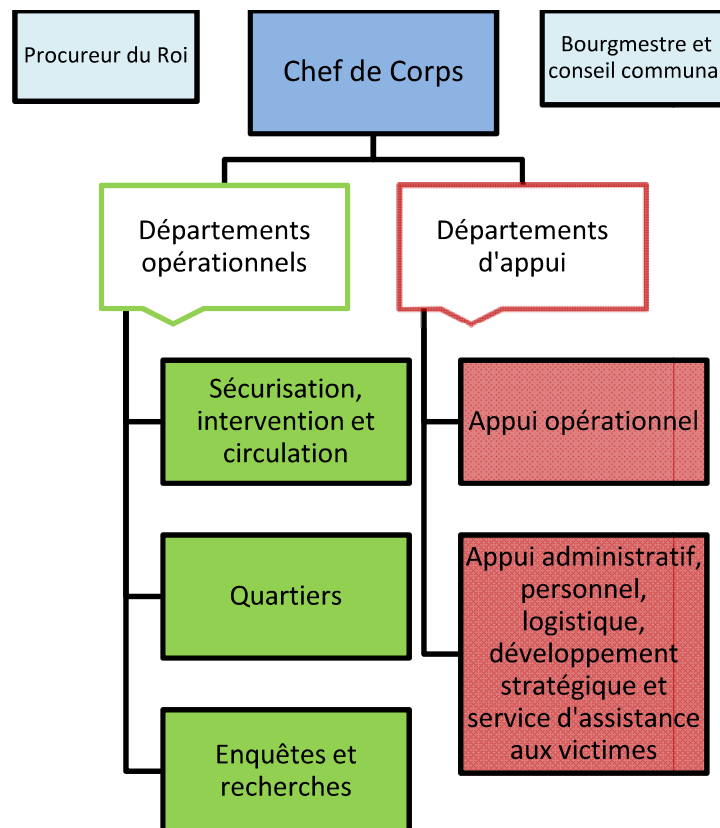 Procureur du Roi
Chef de Corps
Bourgmestre et
conseil communa
Départements
opérationnels
Départements
d'appui
Sécurisation,
intervention et
circulation
Appui opérationnel
Quartiers
Appui administratif,
personnel,
logistique,
développement
stratégique et
service d'assistance
aux victimes
Enquêtes et
recherches